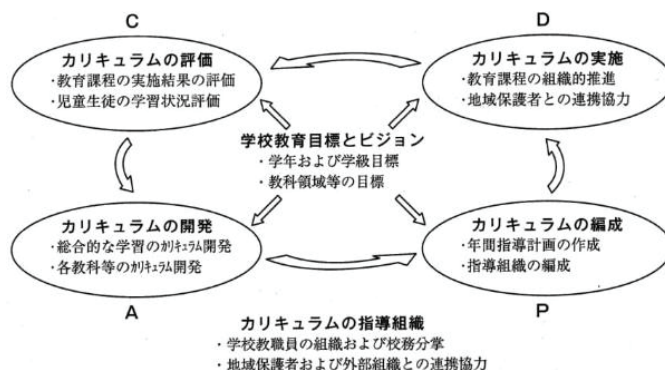 C
D
カリキュラムの評価
・教育課程の実施結果の評価
・児童生徒の学習状況評価
カリキュラムの実施
・教育課程の組織的推進
・地域保護者との連携協力
学校教育目標とビジョン
・学年および学級目標
・教科領域等の目標
カリキュラムの開発
・総合的な学習のカリキュラム開発
・各教科等のカリキュラム開発
カリキュラムの編成
・年間指導計画の作成
・指導組織の編成
A
P
カリキュラムの指導組織
・学校教職員の組織および校務分掌
・地域保護者および外部組織との連携協力